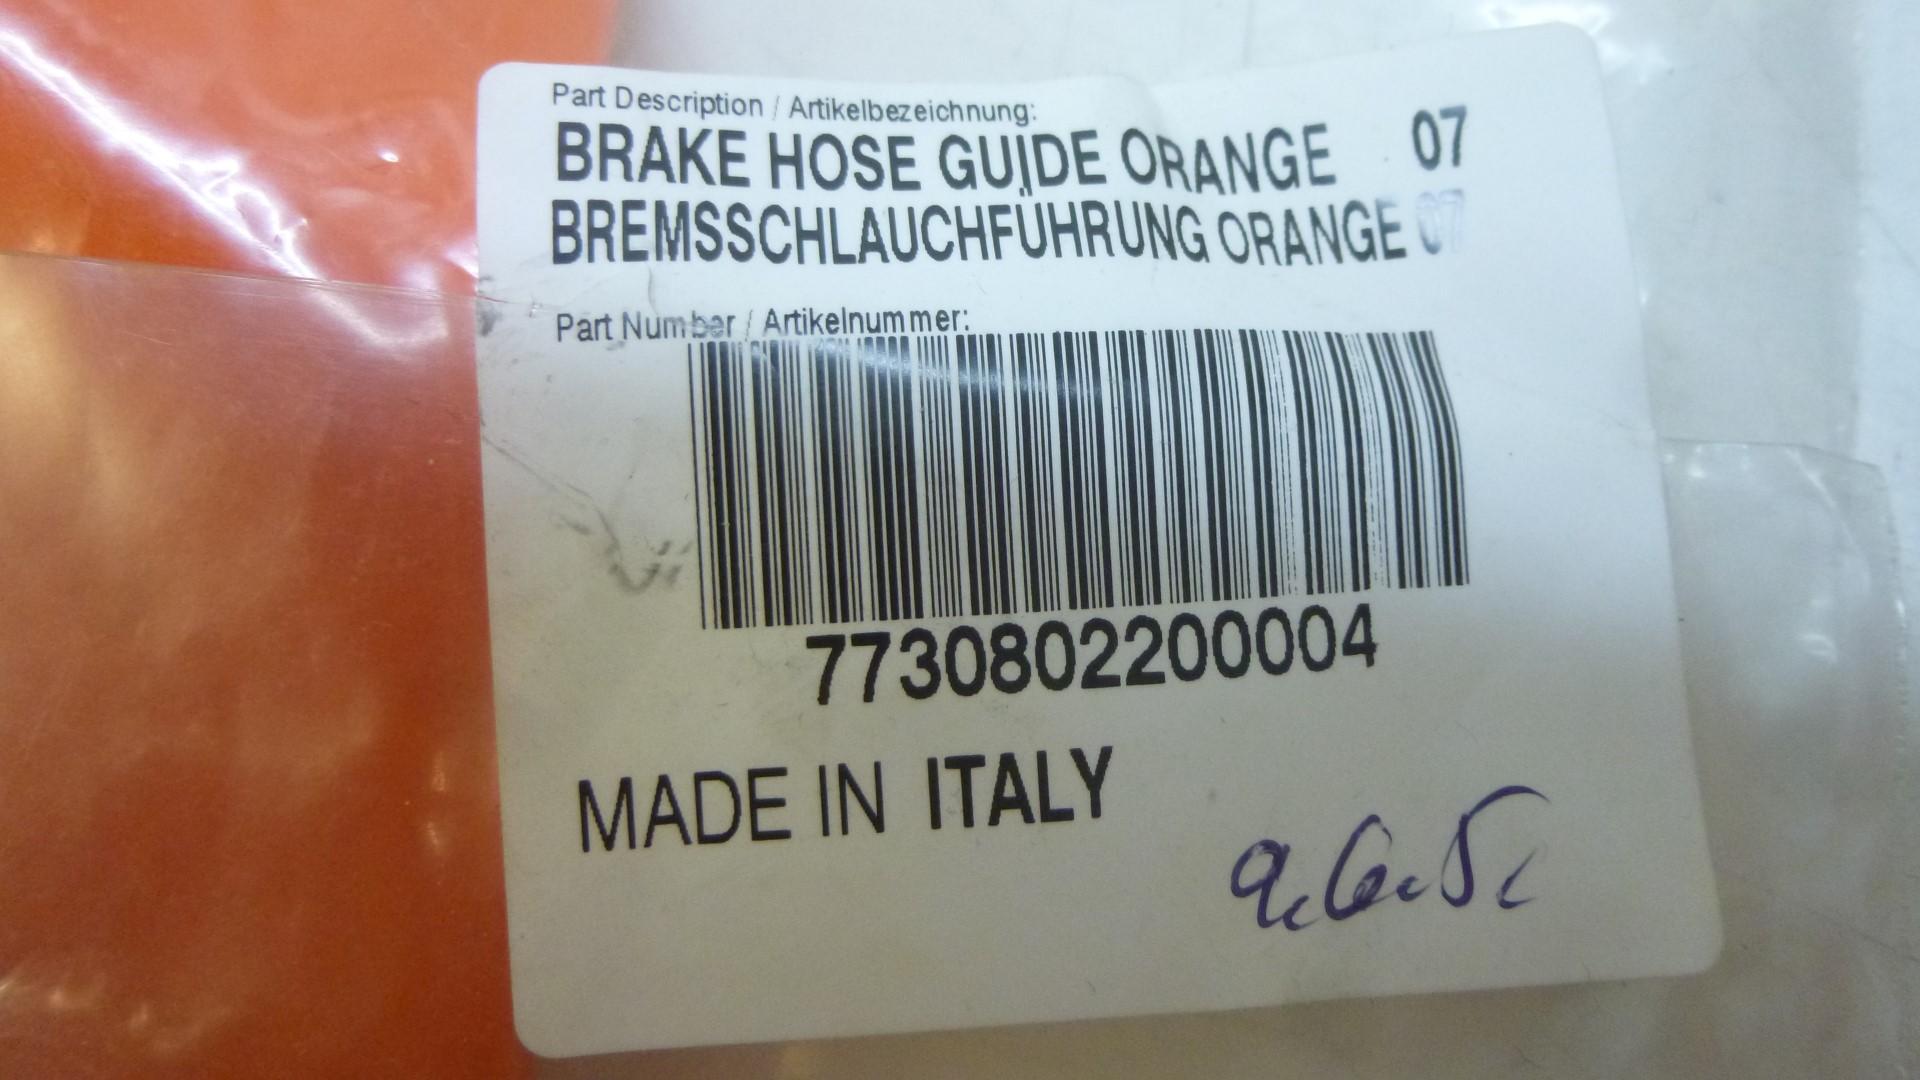 Part Description / Artikelbezeichnung:
BRAKE HOSE GUIDE ORANGE 07
BREMSSCHLAUCHFÜHRUNG ORANGE 07
Part Number / Artikelnummer:
7730802200004
MADE IN ITALY